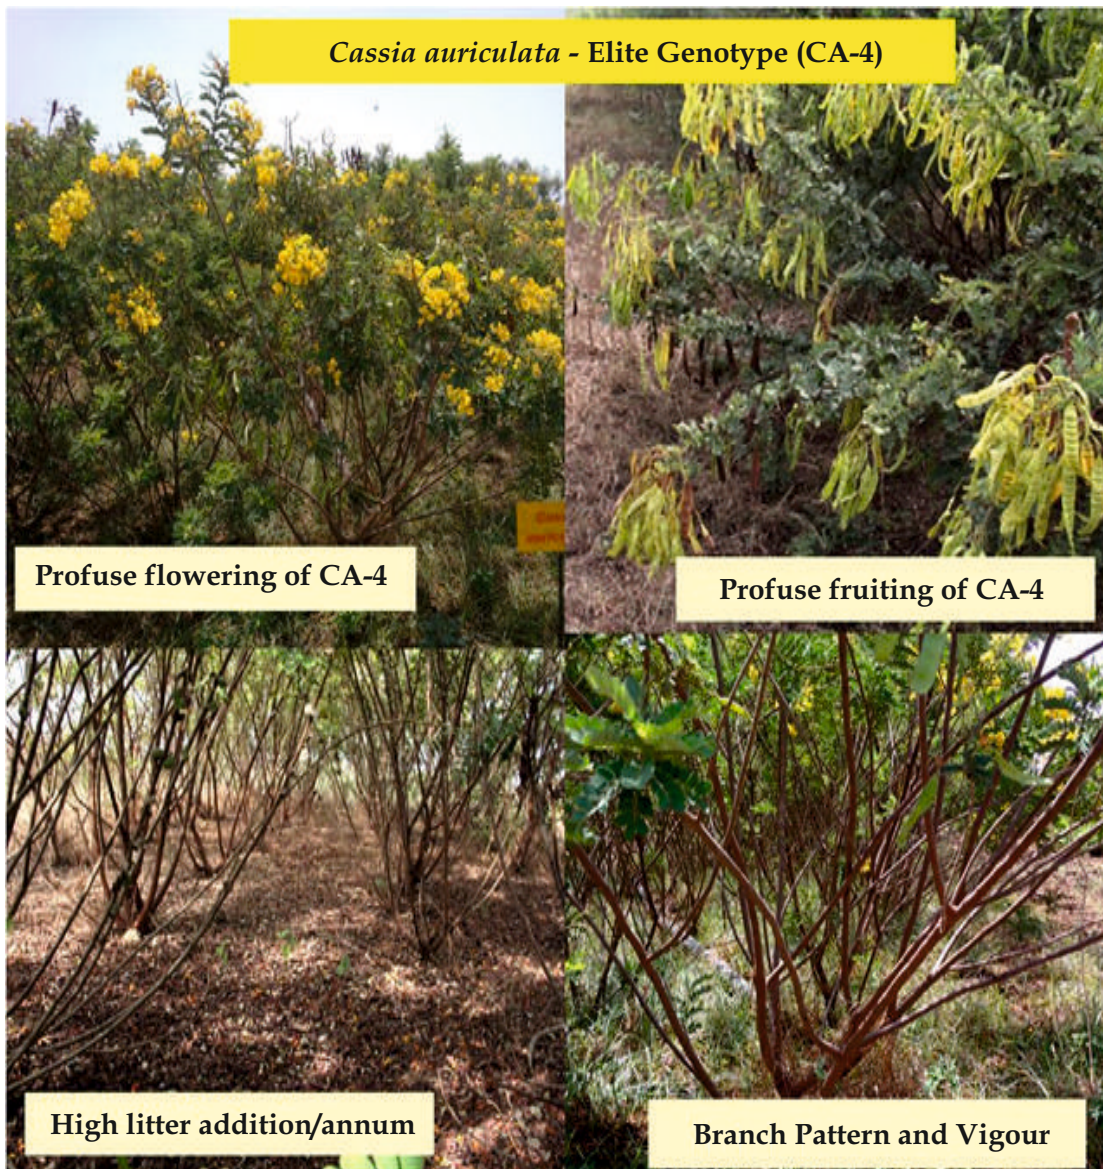 Cassia auriculata - Elite Genotype (CA-4)
Profuse flowering of CA-4
Profuse fruiting of CA-4
High litter addition/annum
Branch Pattern and Vigour